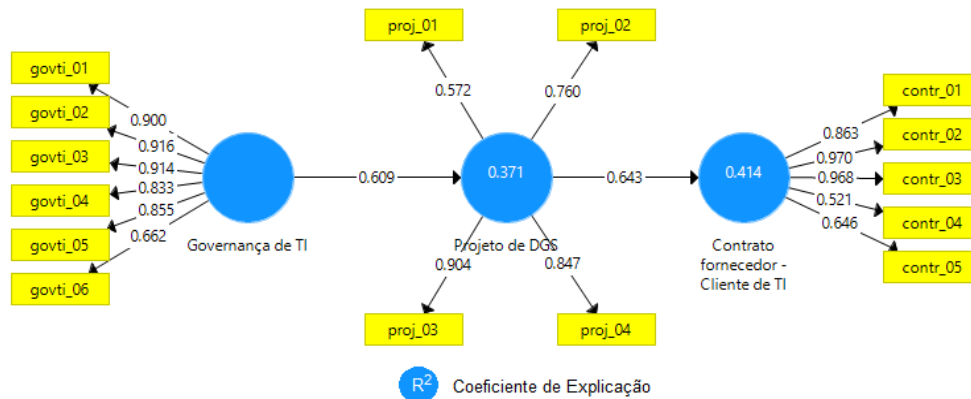 proj_01
proj_02
govti_01
govti_02
govti_03
govti_04
govti_05
govti_06
0.900
0.916
0.914
0.833
0.855
0.662
Governança de TI
0.609
0.572
0.760
0.371
Projeto de DGS
0.904
0.847
proj_03
proj_04
0.643
0.414
Contrato
fornecedor -
Cliente de TI
0.863
0.970
0.968
0.521
0.646
contr_01
contr_02
contr_03
contr_04
contr_05
R² Coeficiente de Explicação